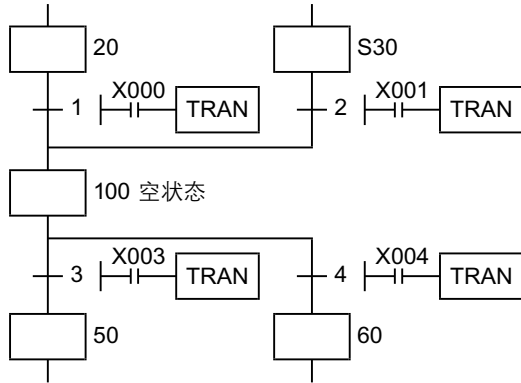 20
S30
1
X000
TRAN
2
X001
TRAN
100 空状态
3
X003
TRAN
4
X004
TRAN
50
60